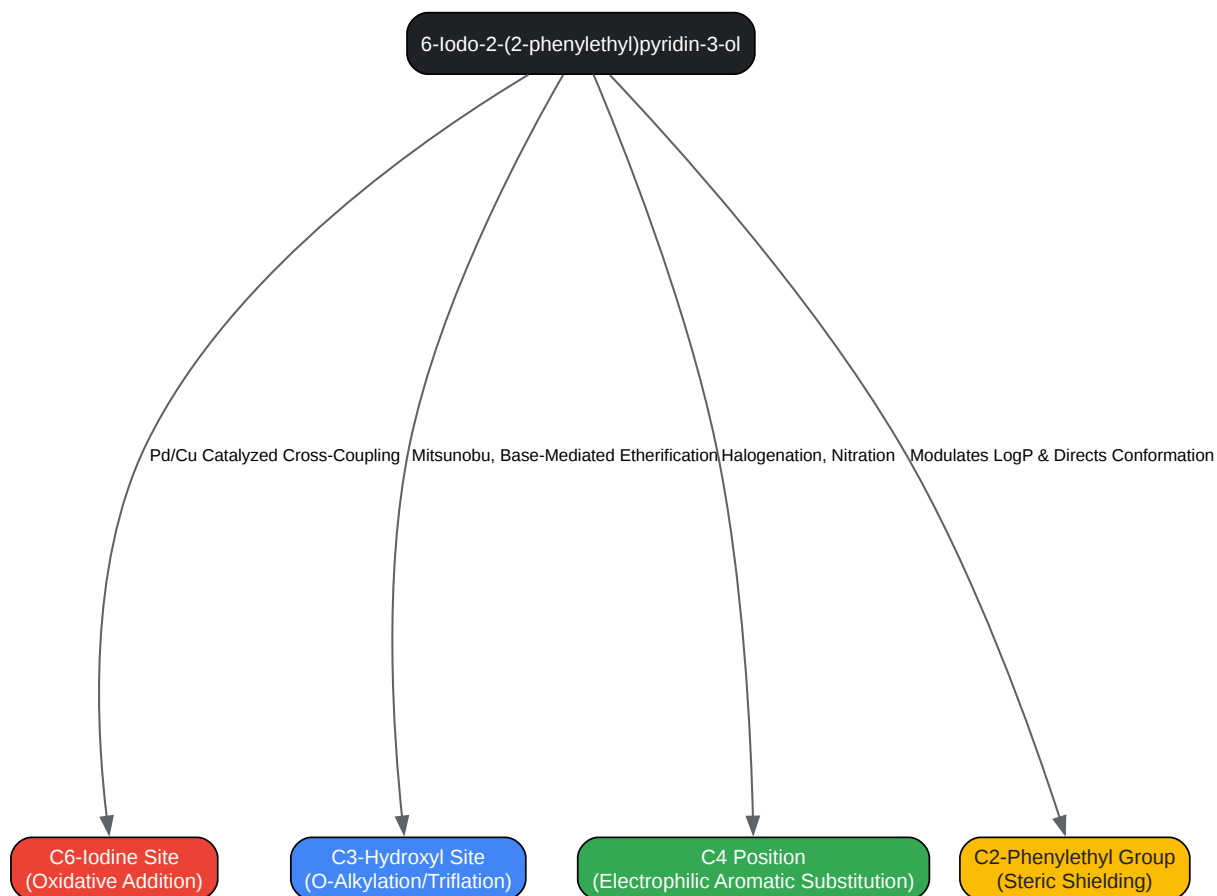 6-Iodo-2-(2-phenylethyl)pyridin-3-ol
Pd/Cu Catalyzed Cross-Coupling
Mitsunobu, Base-Mediated Etherification
Halogenation, Nitration
Modulates LogP & Directs Conformation
C6-Iodine Site
(Oxidative Addition)
C3-Hydroxyl Site
(O-Alkylation/Triflation)
C4 Position
(Electrophilic Aromatic Substitution)
C2-Phenylethyl Group
(Steric Shielding)